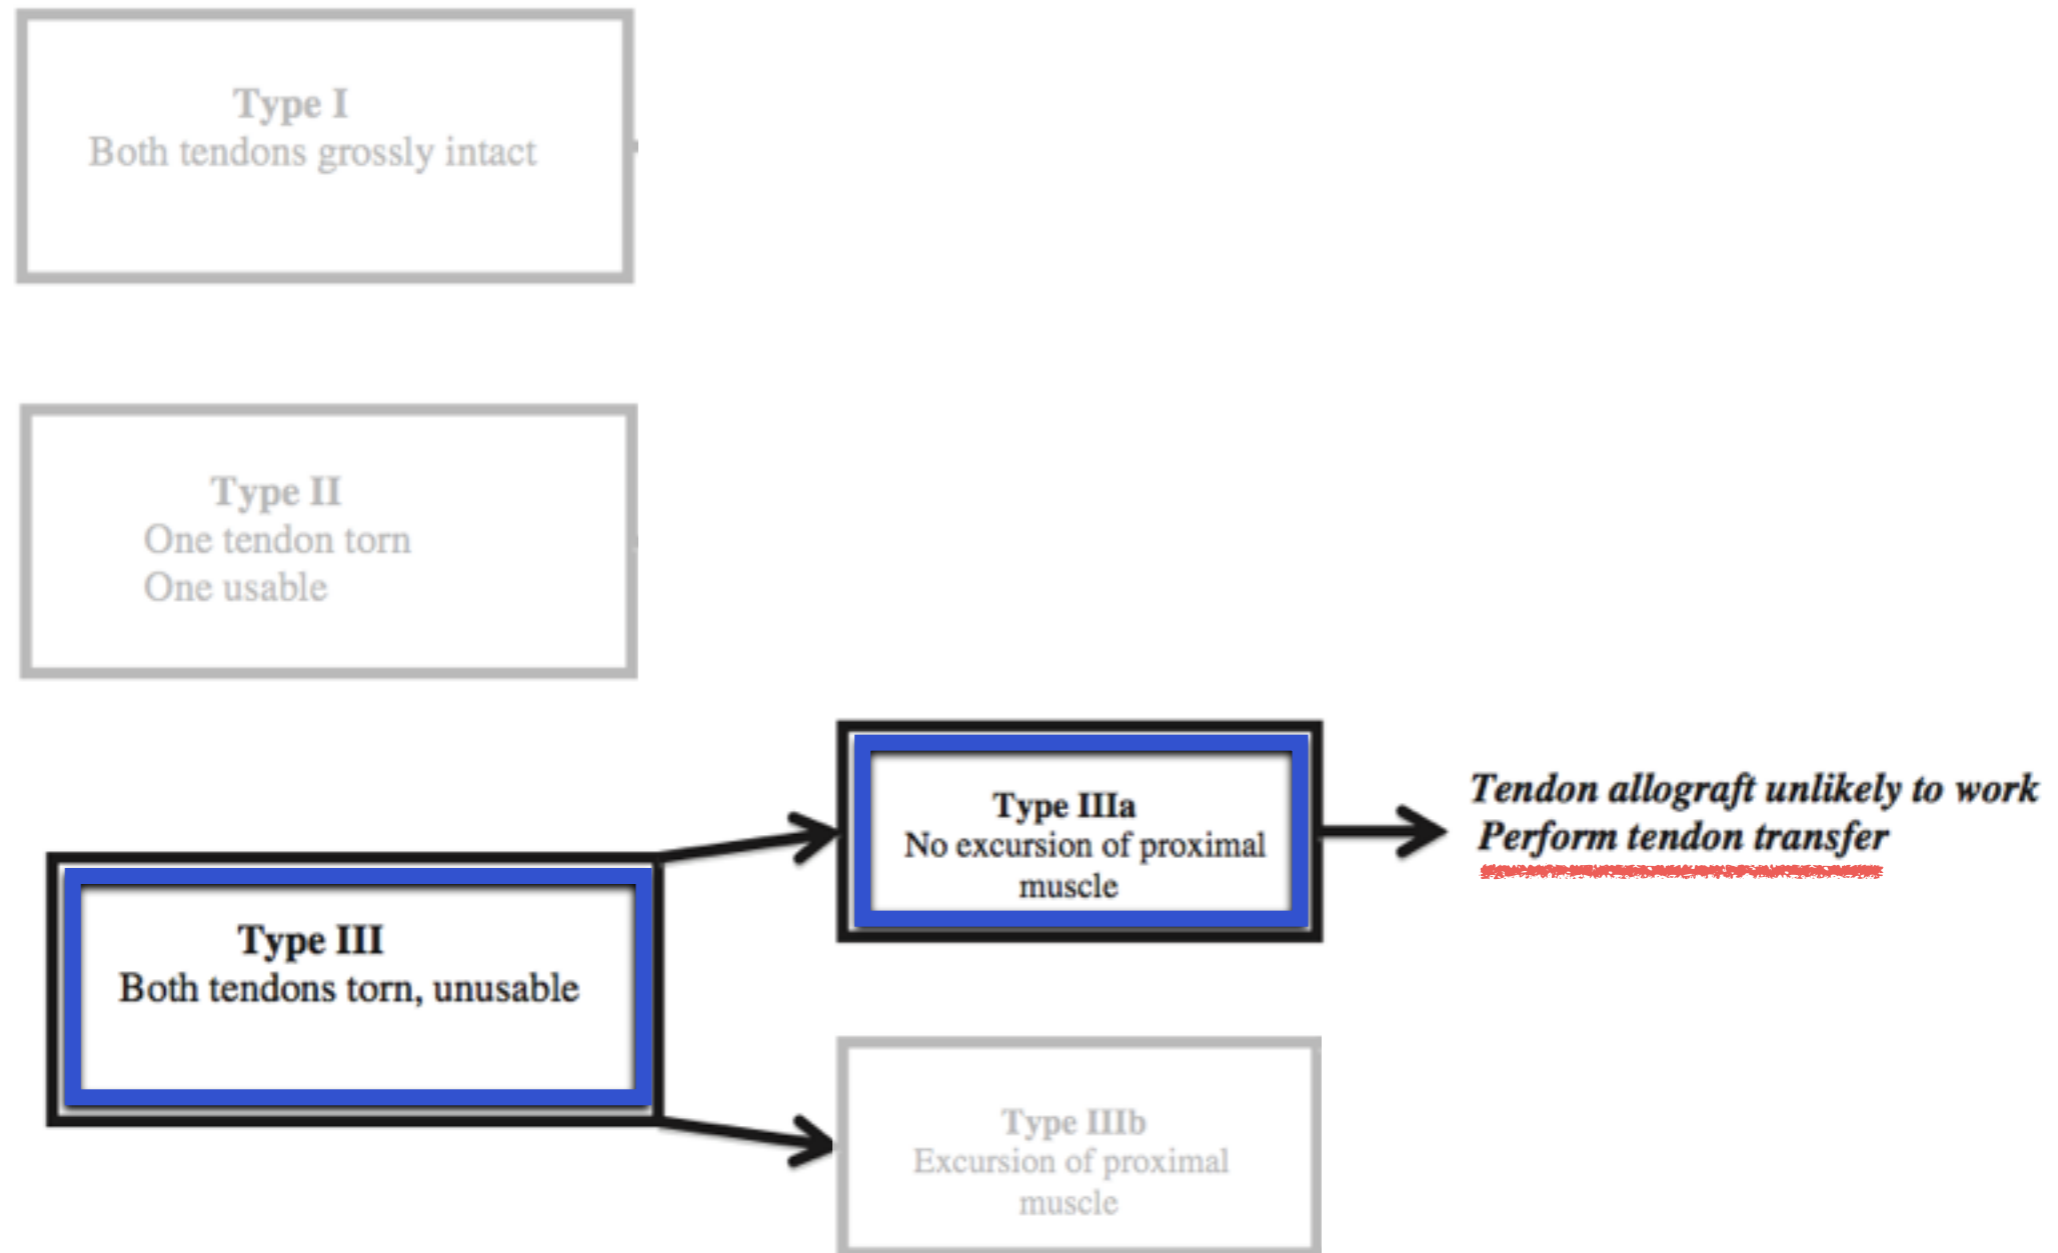 Type I
Both tendons grossly intact
Type II
One tendon torn
One usable
Type III
Both tendons torn, unusable
Type IIIa
No excursion of proximal
muscle
Tendon allograft unlikely to work
Perform tendon transfer
Type IIIb
Excursion of proximal
muscle